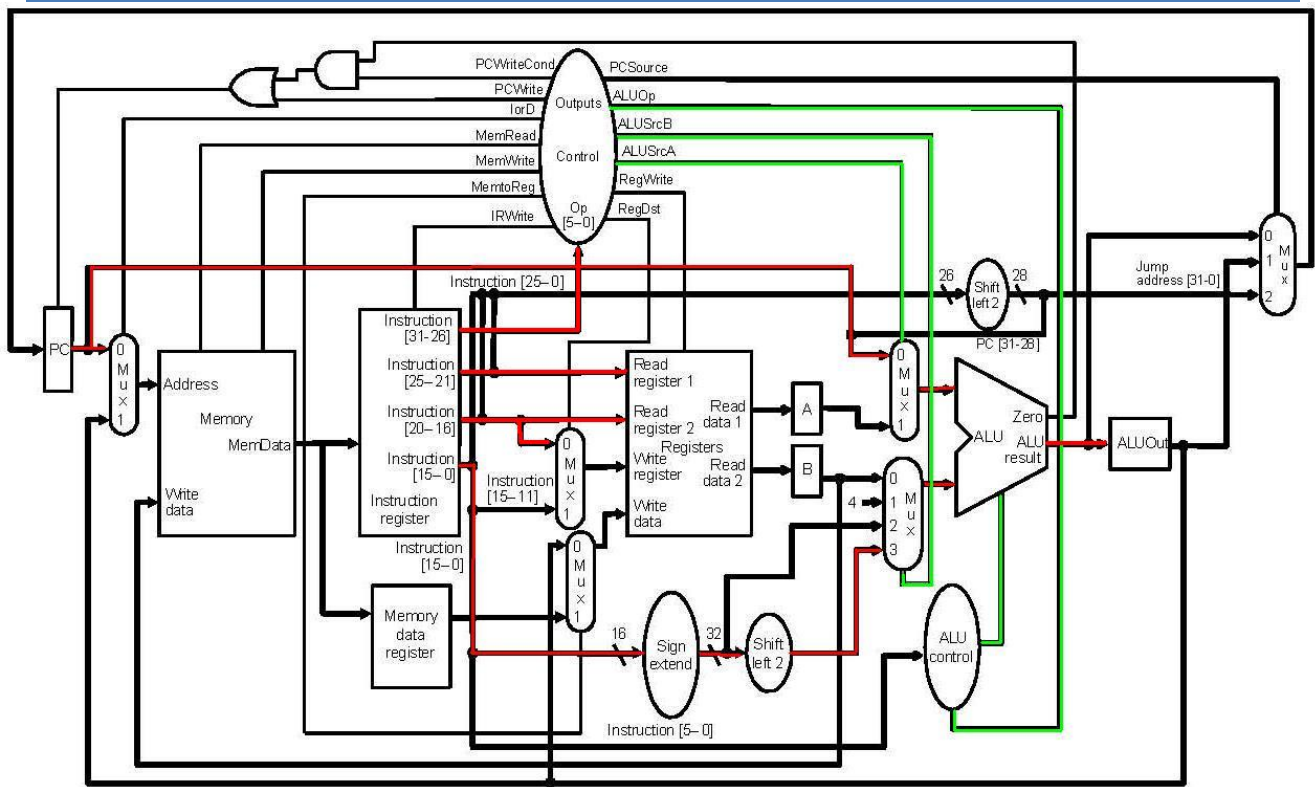 PCWriteCond
PCWrite
IorD
MemRead
MemWrite
MemtoReg
IRWrite
Outputs
Control
Op
[5–0]
PCSource
ALUOp
ALUSrcB
ALUSrcA
RegWrite
RegDst
PC
0
M
u
x
1
Address
Memory
MemData
Write
data
Instruction [25–0]
Instruction
[31-26]
Instruction
[25–21]
Instruction
[20–16]
Instruction
[15–0]
Instruction
register
Instruction
[15–11]
Instruction
[15–0]
Memory
data
register
0
M
u
x
1
0
M
u
x
1
Read
register 1
Read
register 2
Registers
Write
register
Write
data
Read
data 1
Read
data 2
A
B
16
Sign
extend
32
Shift
left 2
Instruction [5–0]
26
Shift
left 2
28
Jump
address [31-0]
PC [31-28]
0
M
u
x
1
4
0
1
2
3
M
u
x
Zero
ALU
ALU
result
ALUOut
ALU
control
0
1
2
M
u
x